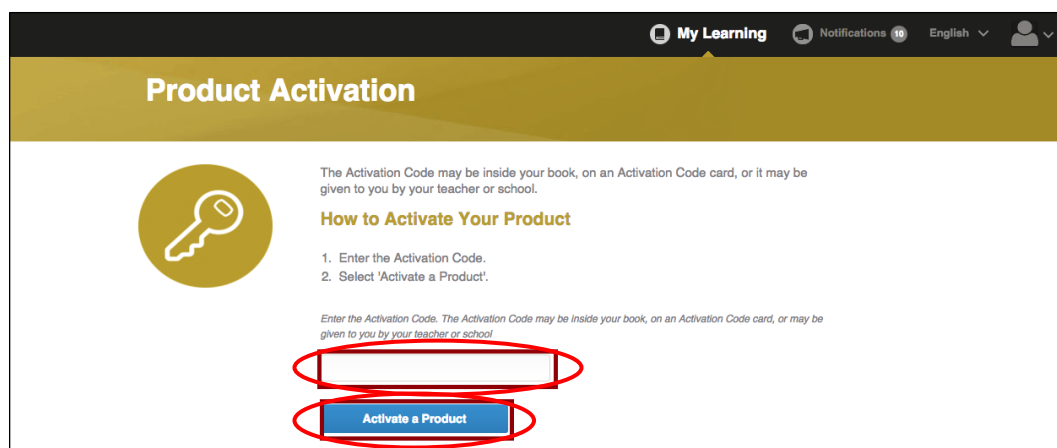 My Learning Notifications 10 English
Product Activation
The Activation Code may be inside your book, on an Activation Code card, or it may be
given to you by your teacher or school.
How to Activate Your Product
1. Enter the Activation Code.
2. Select 'Activate a Product'.
Enter the Activation Code. The Activation Code may be inside your book, on an Activation Code card, or may be
given to you by your teacher or school
Activate a Product